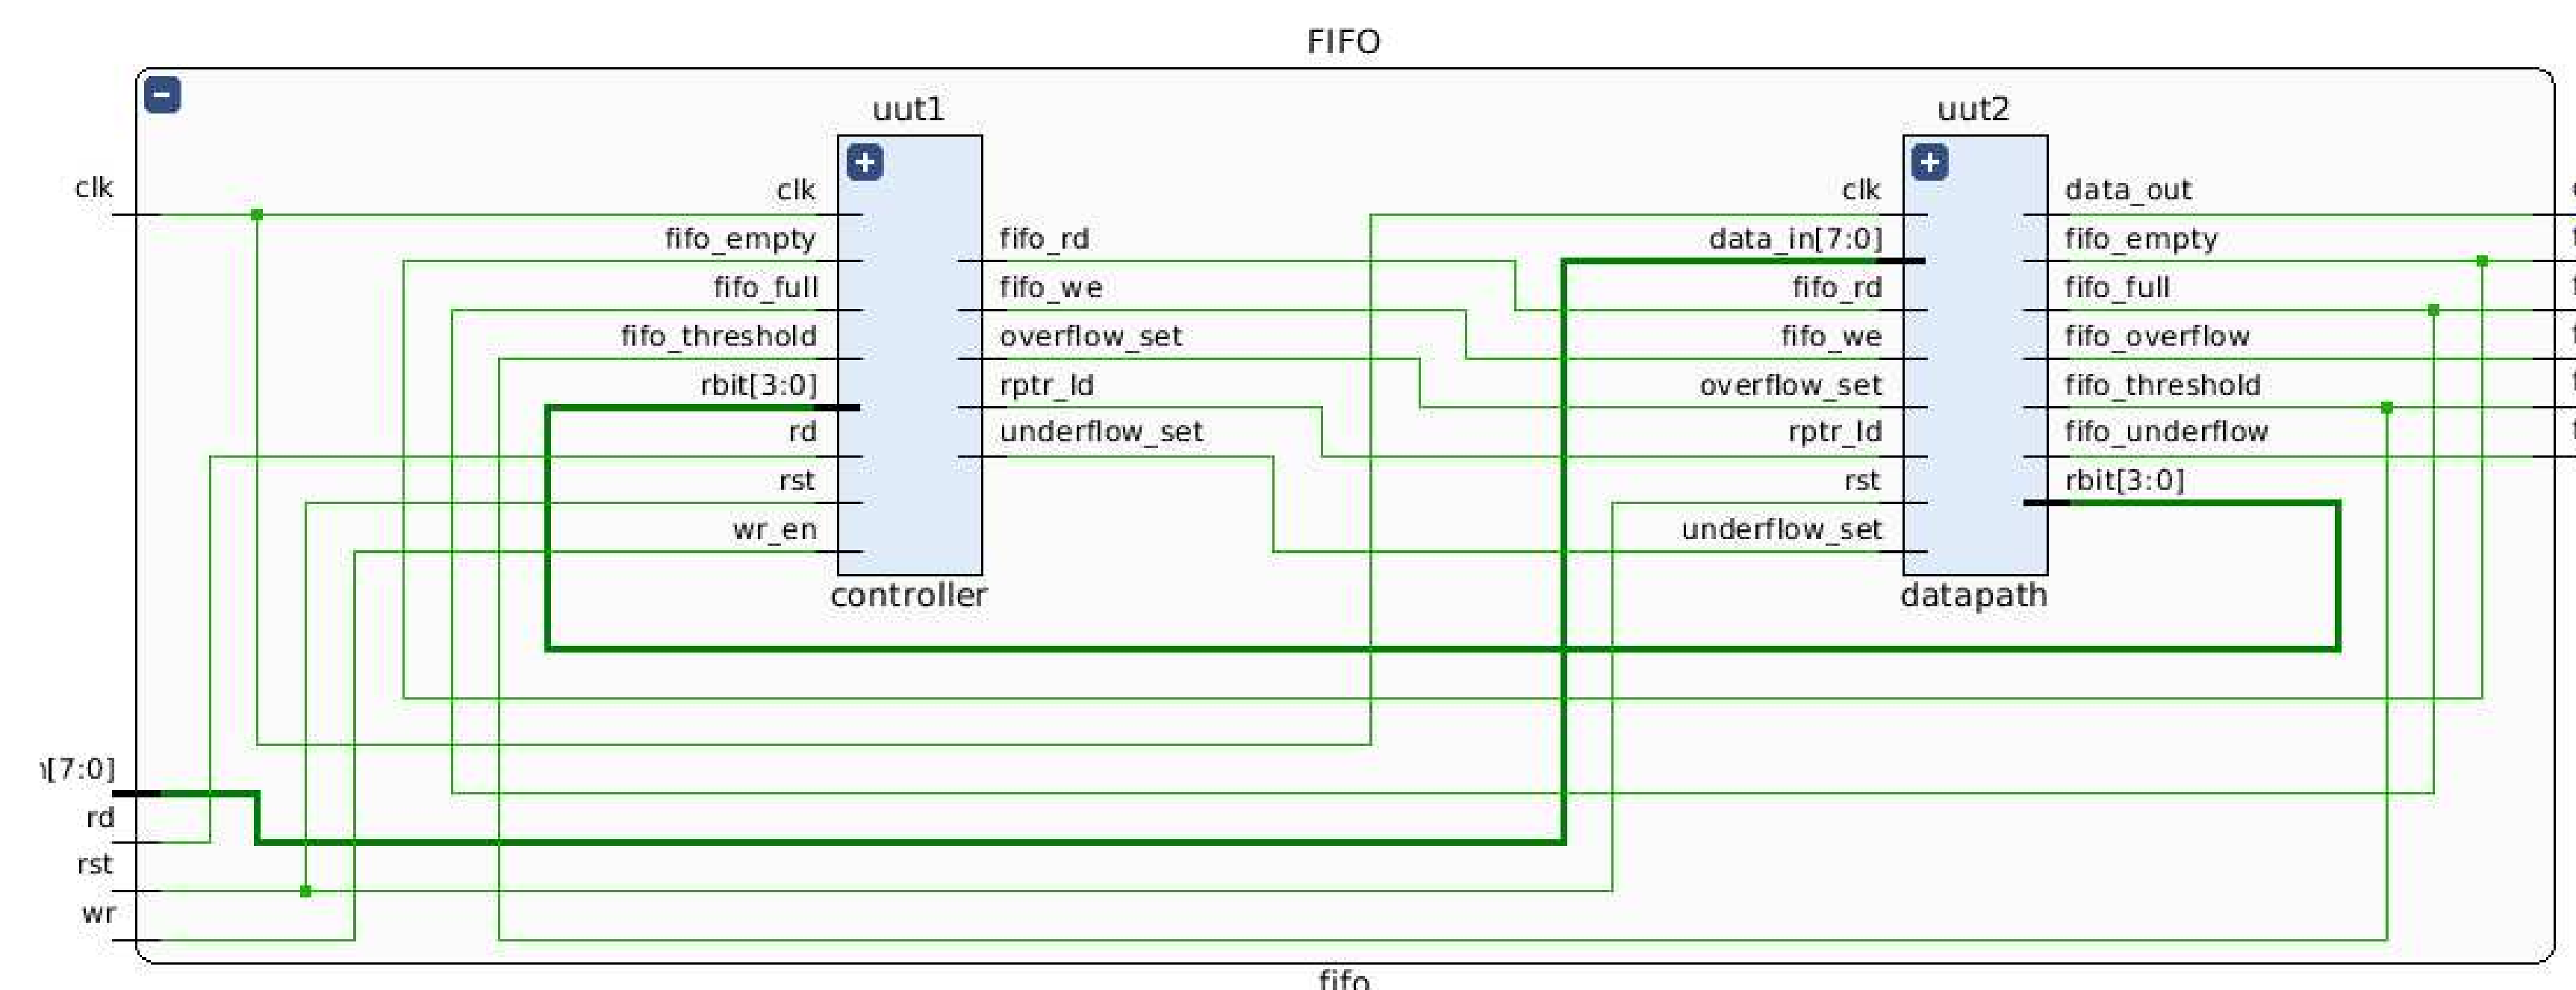 FIFO
uut1
uut2
clk
clk
clk
data_out
fifo_empty
fifo_rd
data_in[7:0]
fifo_empty
fifo_full
fifo_we
fifo_rd
fifo_full
fifo_threshold
overflow_set
fifo_we
fifo_overflow
rbit[3:0]
rptr_ld
overflow_set
fifo_threshold
rd
underflow_set
rptr_ld
fifo_underflow
rst
rst
rbit[3:0]
wr_en
underflow_set
controller
datapath
[7:0]
rd
rst
wr
fifo